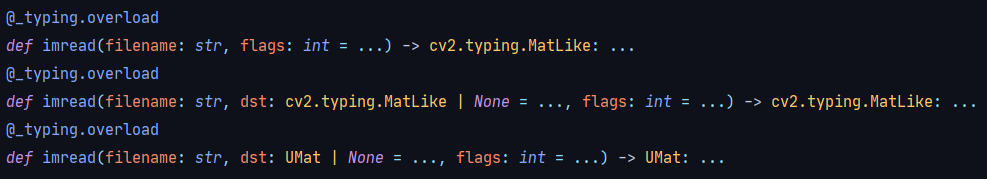 @_typing.overload
def imread(filename: str, flags: int = ...) -> cv2.typing.MatLike: ...
@_typing.overload
def imread(filename: str, dst: cv2.typing.MatLike | None = ..., flags: int = ...) -> cv2.typing.MatLike: ...
@_typing.overload
def imread(filename: str, dst: UMat | None = ..., flags: int = ...) -> UMat: ...